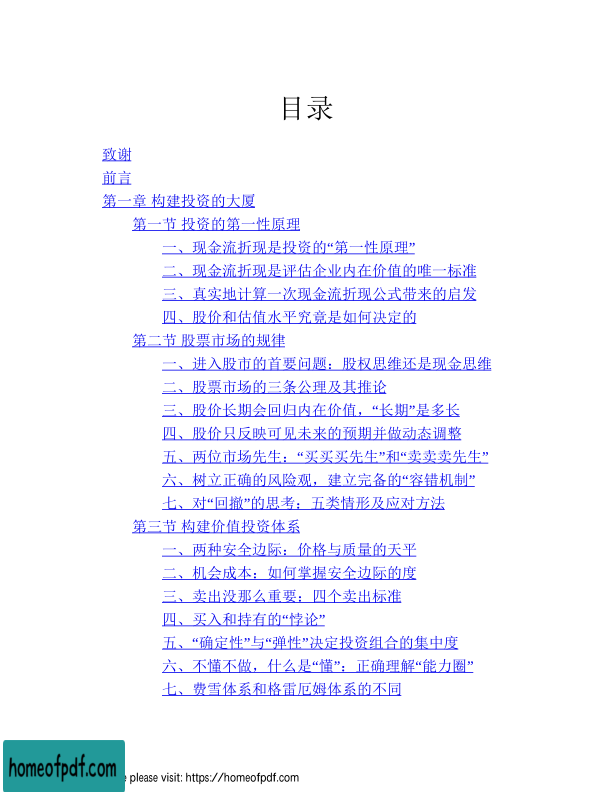 目录
致谢
前言
第一章 构建投资的大厦
第一节 投资的第一性原理
一、现金流折现是投资的“第一性原理”
二、现金流折现是评估企业内在价值的唯一标准
三、真实地计算一次现金流折现公式带来的启发
四、股价和估值水平究竟是如何决定的
第二节 股票市场的规律
一、进入股市的首要问题：股权思维还是现金思维
二、股票市场的三条公理及其推论
三、股价长期会回归内在价值，“长期”是多长
四、股价只反映可见未来的预期并做动态调整
五、两位市场先生：“买买买先生”和“卖卖卖先生”
六、树立正确的风险观，建立完备的“容错机制”
七、对“回撤”的思考：五类情形及应对方法
第三节 构建价值投资体系
一、两种安全边际：价格与质量的天平
二、机会成本：如何掌握安全边际的度
三、卖出没那么重要：四个卖出标准
四、买入和持有的“悖论”
五、“确定性”与“弹性”决定投资组合的集中度
六、不懂不做，什么是“懂”：正确理解“能力圈”
七、费雪体系和格雷厄姆体系的不同
homeofpdf.com
e please visit: https://homeofpdf.com